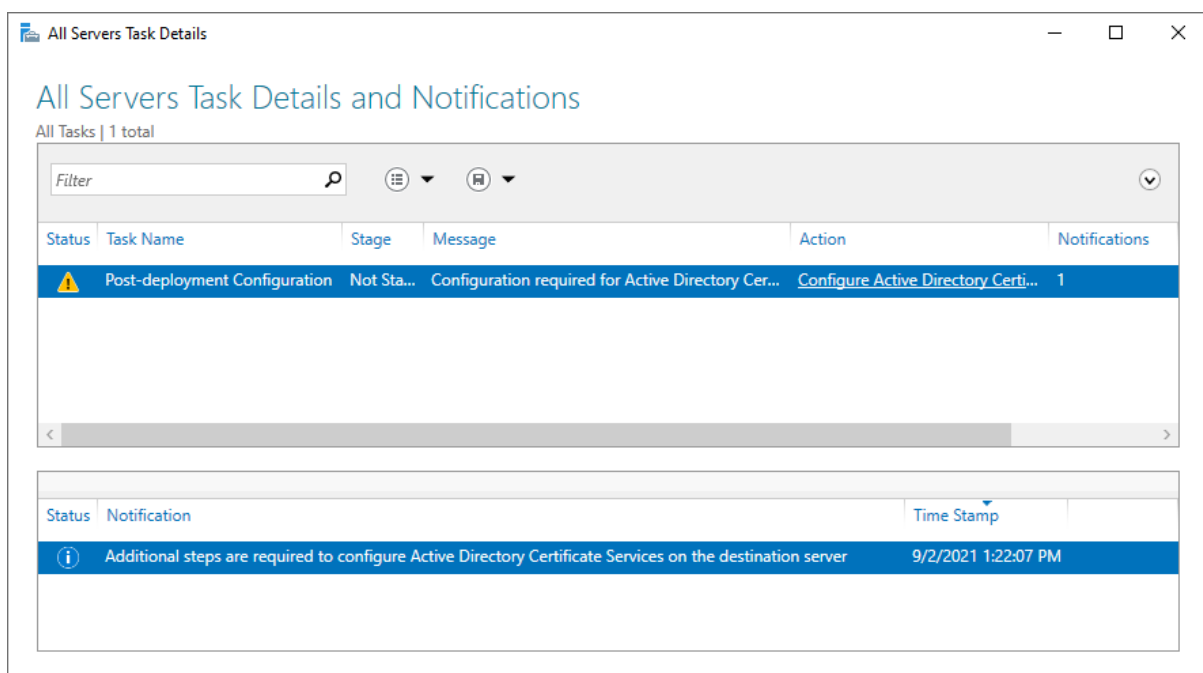 All Servers Task Details
All Servers Task Details and Notifications
All Tasks | 1 total
Filter
Status Task Name Stage Message Action Notifications
Post-deployment Configuration Not Sta... Configuration required for Active Directory Cer... Configure Active Directory Certi... 1
Status Notification Time Stamp
Additional steps are required to configure Active Directory Certificate Services on the destination server 9/2/2021 1:22:07 PM